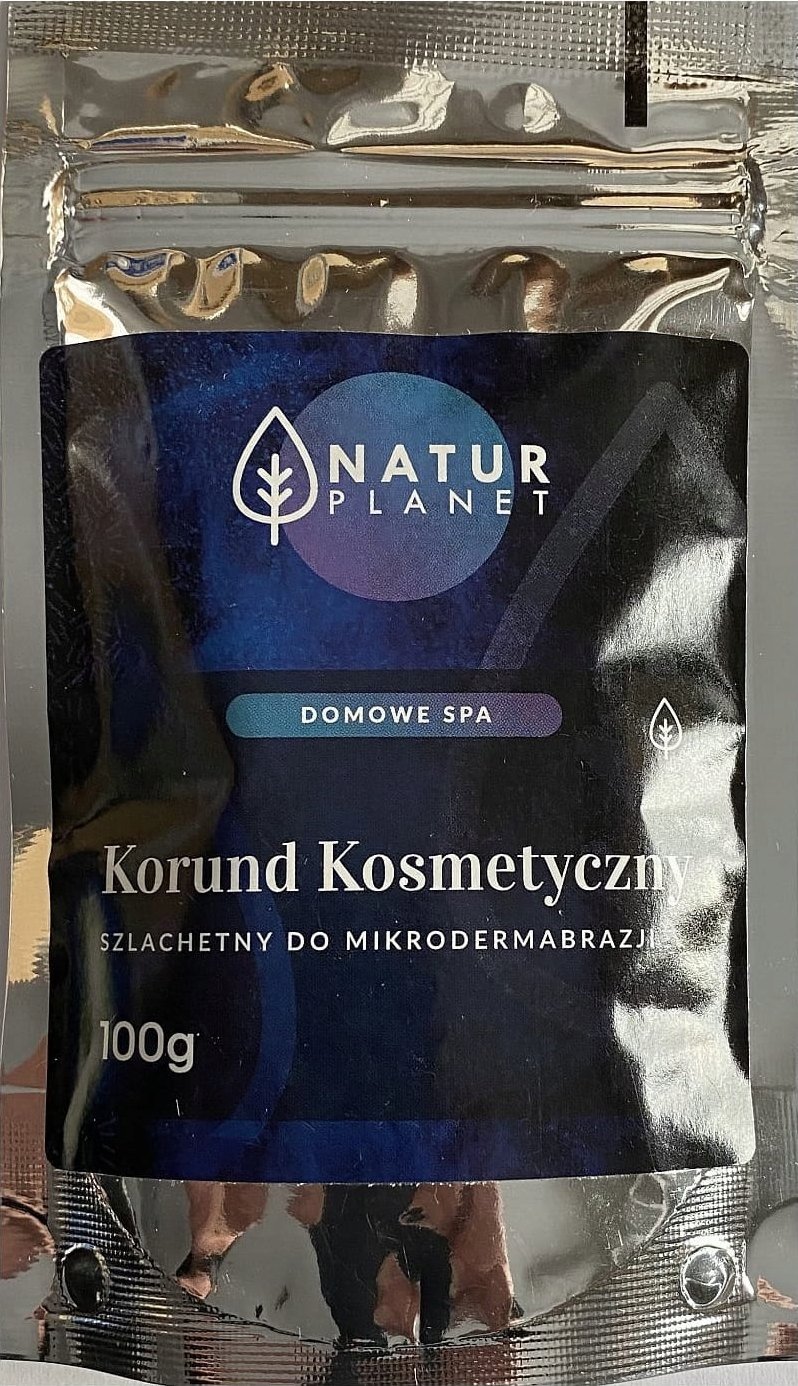 NATUR
PLANET
DOMOWE SPA
Korund Kosmetyczny
SZLACHETNY DO MIKRODERMABRAZJI
100g